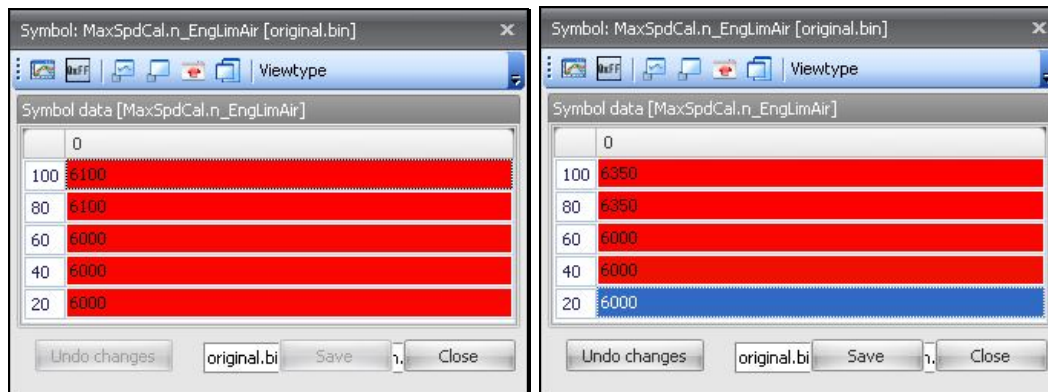 Symbol: MaxSpdCal.n_EngLimAir [original.bin]
0xFF Viewtype
Symbol data [MaxSpdCal.n_EngLimAir]
0
100 6100
80 6100
60 6000
40 6000
20 6000
Undo changes original.bi Save n. Close
Symbol: MaxSpdCal.n_EngLimAir [original.bin]
0xFF Viewtype
Symbol data [MaxSpdCal.n_EngLimAir]
0
100 6350
80 6350
60 6000
40 6000
20 6000
Undo changes original.bi Save n. Close